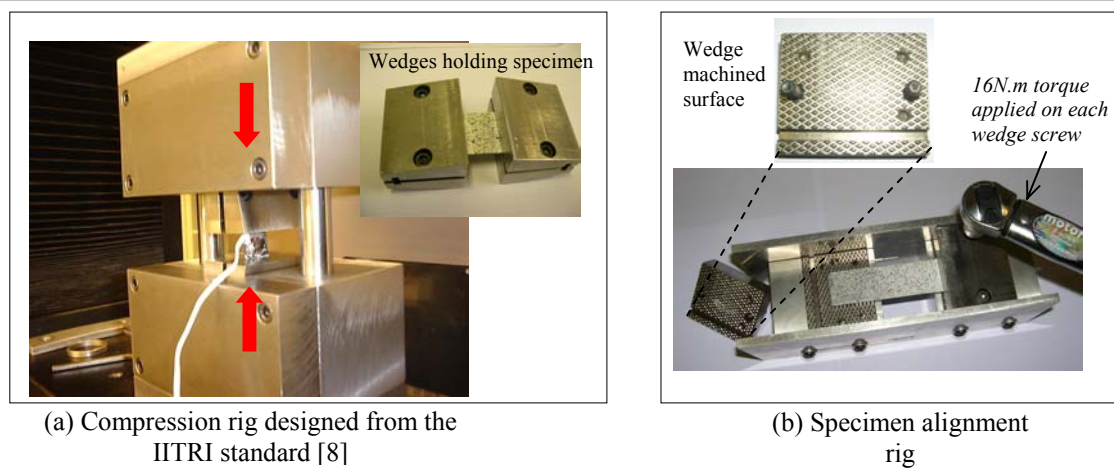 Wedges holding specimen
(a) Compression rig designed from the
IITRI standard [8]
Wedge
machined
surface
16N.m torque
applied on each
wedge screw
(b) Specimen alignment
rig